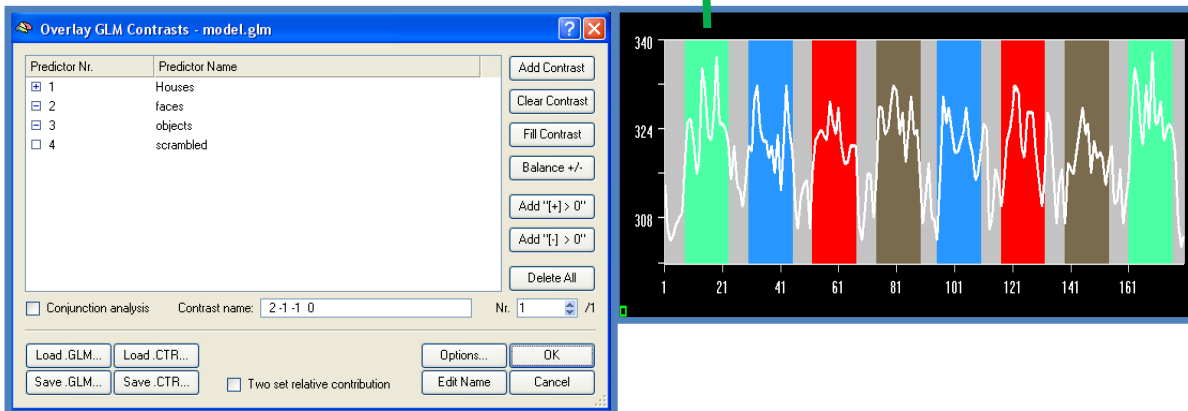 Overlay GLM Contrasts - model.glm
Predictor Nr. Predictor Name
1 Houses
2 faces
3 objects
4 scrambled
Add Contrast
Clear Contrast
Fill Contrast
Balance +/-
Add "[+] > 0"
Add "[-] > 0"
Delete All
Conjunction analysis Contrast name: 2 -1 -1 0 Nr. 1 /1
Load .GLM... Load .CTR... Options... OK
Save .GLM... Save .CTR... Two set relative contribution Edit Name Cancel
340
324
308
1 21 41 61 81 101 121 141 161